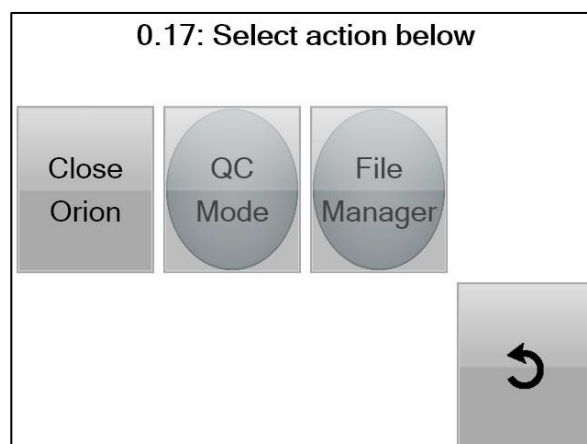 0.17: Select action below
Close
Orion
QC
Mode
File
Manager